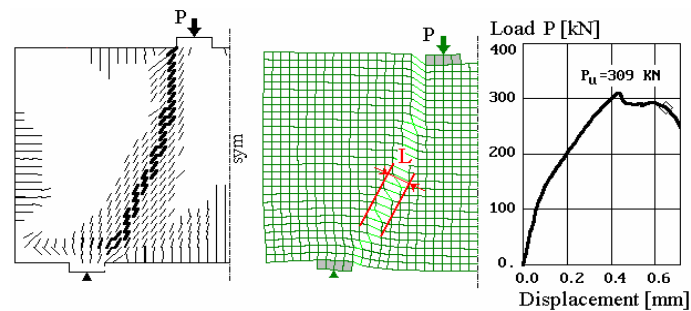 P
sym
P
L
Load P [kN]
400
Pu=309 KN
300
200
100
0.
0.0 0.2 0.4 0.6
Displacement [mm]